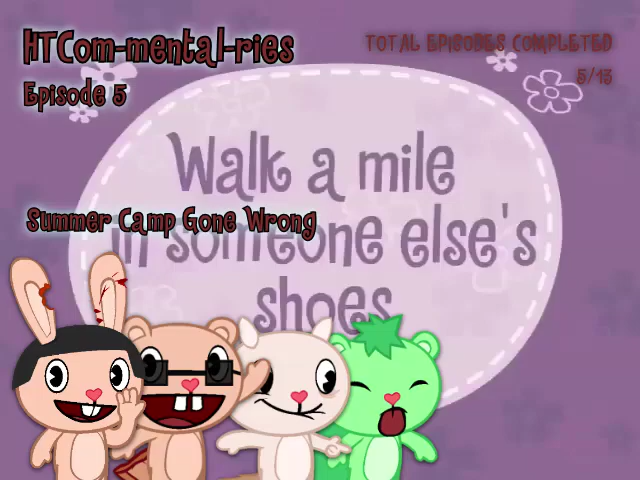 HTCom-mental-ries
TOTAL EPISODES COMPLETED
Episode 5
5/13
Walk a mile
Summer Camp Gone Wrong
in someone else's
shoes